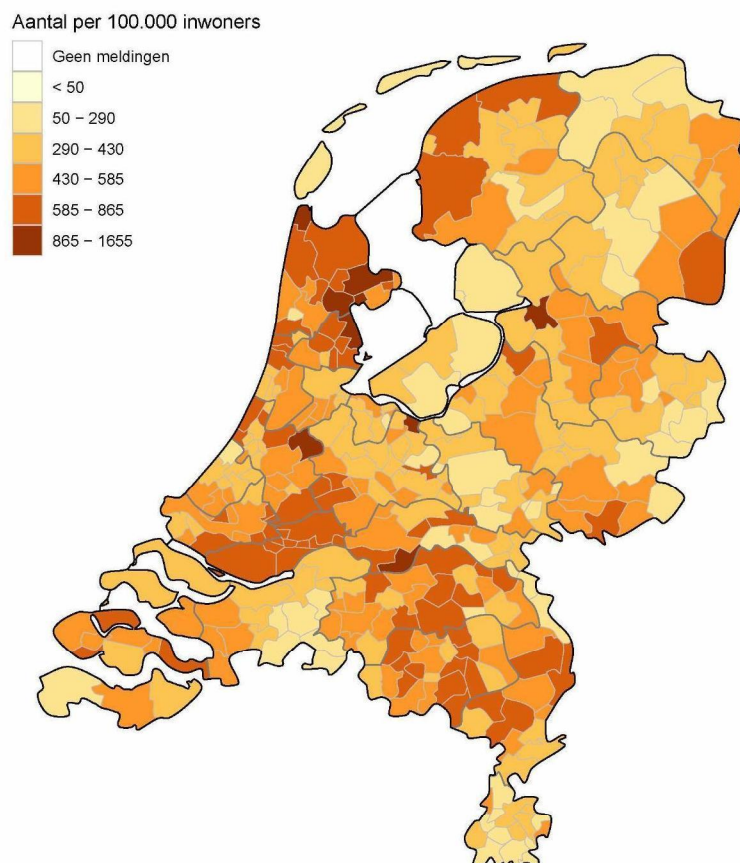 Aantal per 100.000 inwoners
Geen meldingen
< 50
50 − 290
290 − 430
430 − 585
585 − 865
865 − 1655